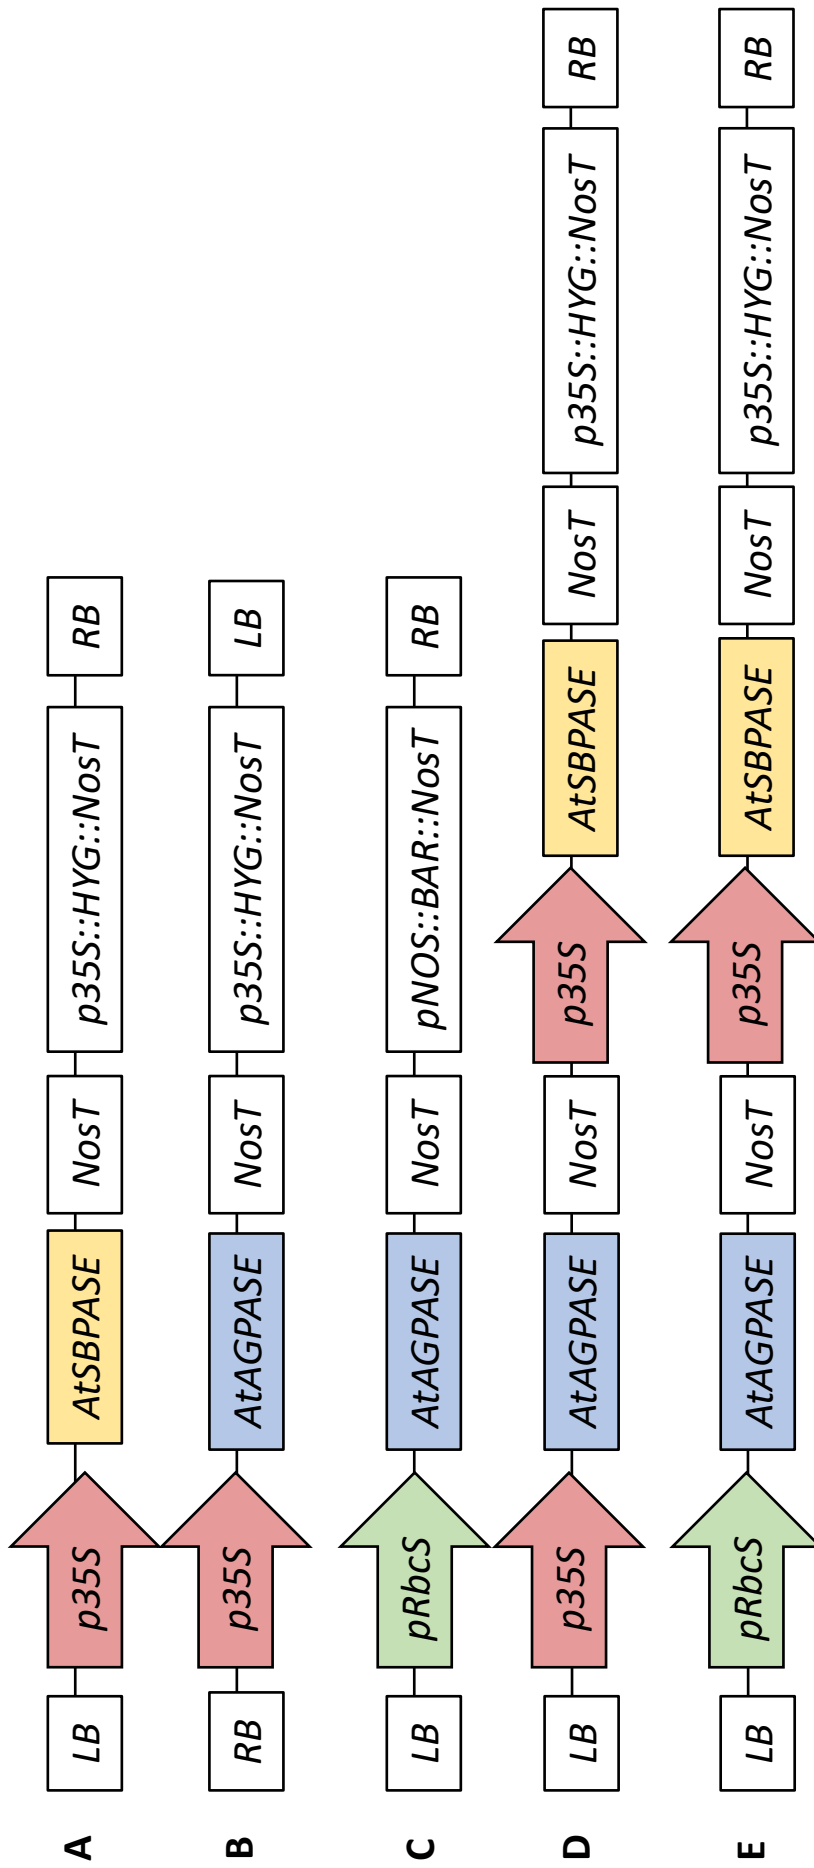 A LB p35S AtSBPASE NosT p35S::HYG::NosT RB
B RB p35S AtAGPASE NosT p35S::HYG::NosT LB
C LB pRbcS AtAGPASE NosT pNOS::BAR::NosT RB
D LB p35S AtAGPASE NosT p35S AtSBPASE NosT p35S::HYG::NosT RB
E LB pRbcS AtAGPASE NosT p35S AtSBPASE NosT p35S::HYG::NosT RB